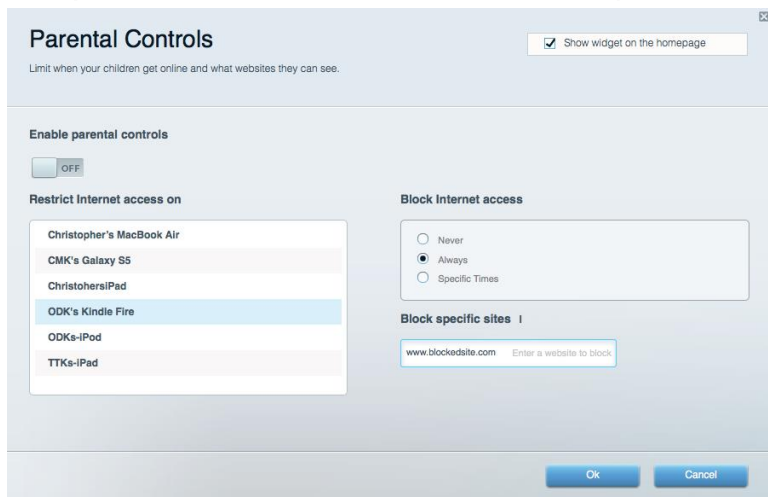 Parental Controls
Show widget on the homepage
Limit when your children get online and what websites they can see.
Enable parental controls
OFF
Restrict Internet access on
Block Internet access
Christopher's MacBook Air
CMK's Galaxy S5
ChristohersiPad
ODK's Kindle Fire
ODKs-iPod
TTKs-iPad
Never
Always
Specific Times
Block specific sites |
www.blockedsite.com Enter a website to block
Ok
Cancel